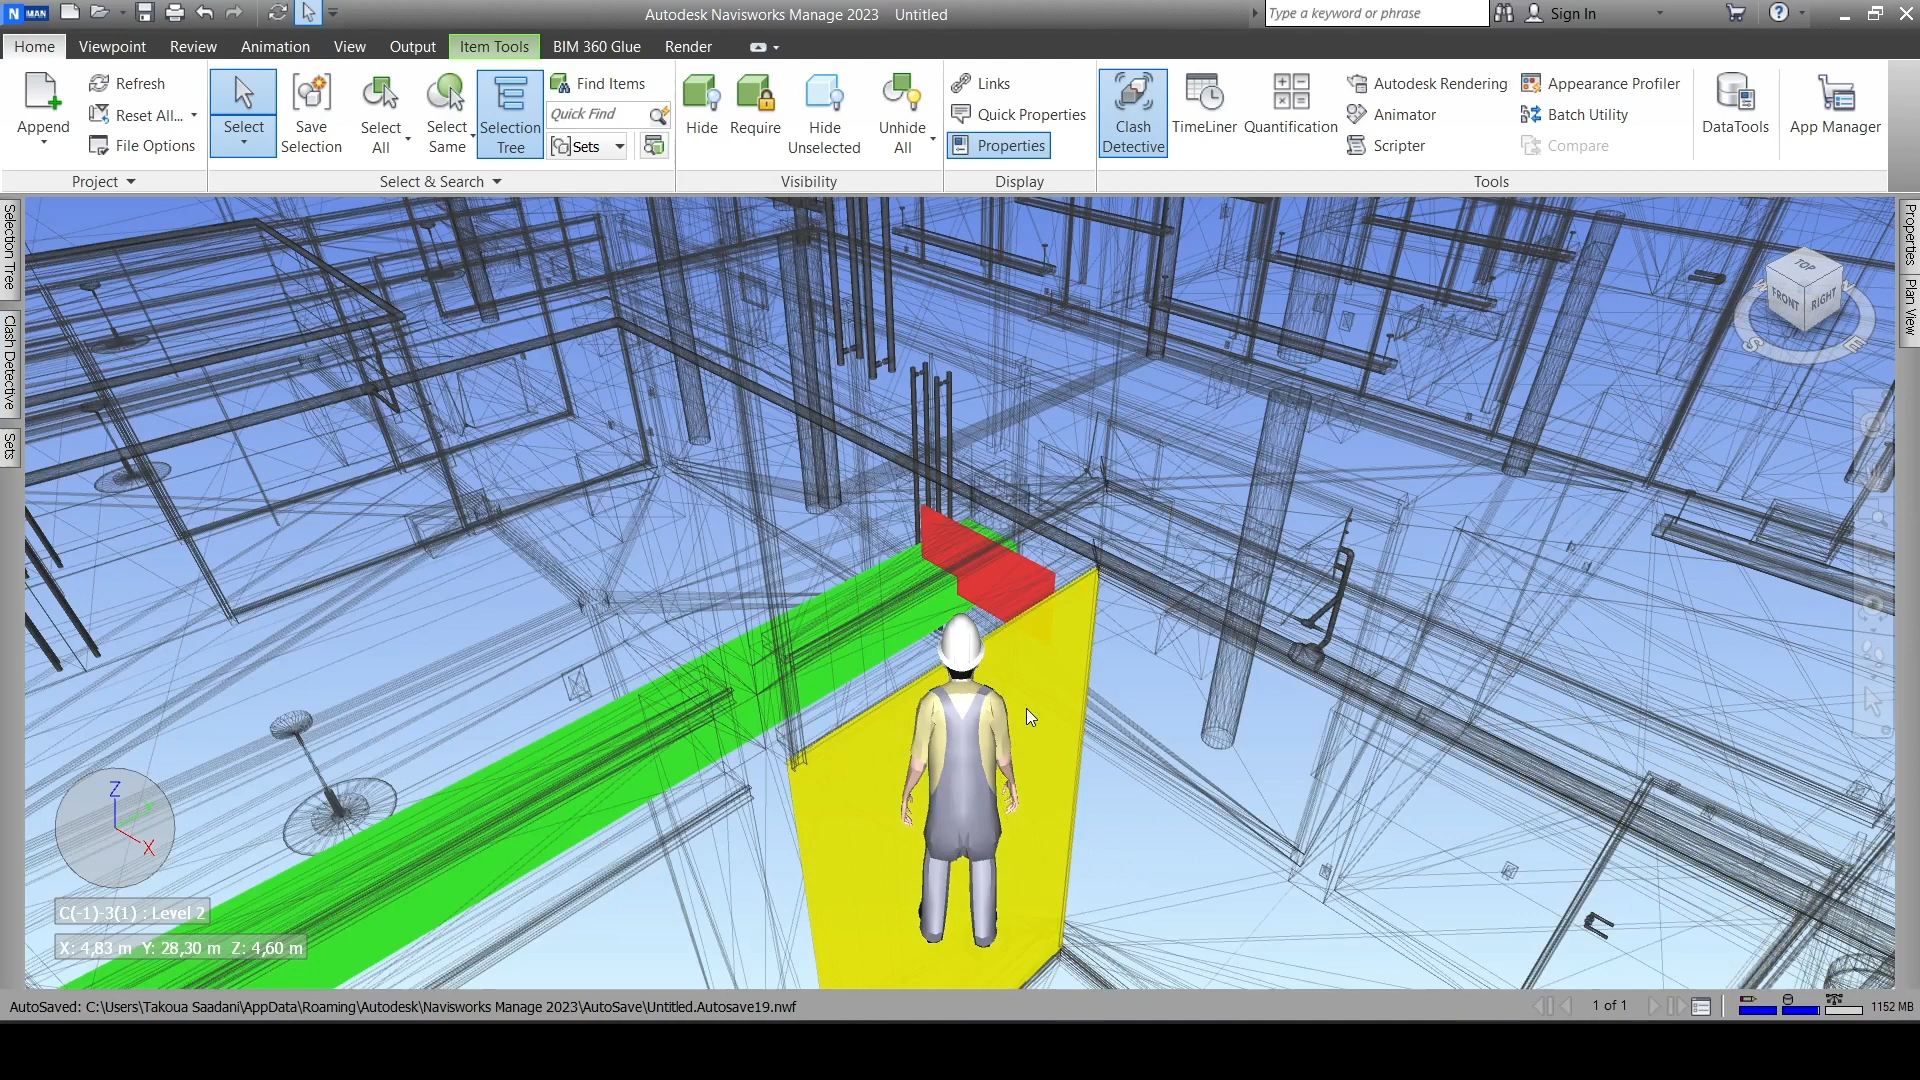 N MAN
Autodesk Navisworks Manage 2023 Untitled
Type a keyword or phrase
Sign In
Home Viewpoint Review Animation View Output Item Tools BIM 360 Glue Render
Append
Refresh
Reset All...
File Options
Project
Select
Save Selection
Select All
Select Same
Selection Tree
Find Items
Quick Find
Sets
Select & Search
Hide
Require
Hide Unselected
Unhide All
Visibility
Links
Quick Properties
Properties
Display
Clash Detective
TimeLiner
Quantification
Autodesk Rendering
Animator
Scripter
Appearance Profiler
Batch Utility
Compare
DataTools
App Manager
Tools
Selection Tree
Clash Detective
Sets
Properties
Plan View
TOP
FRONT
RIGHT
W
N
S
E
Z
Y
X
C(-1)-3(1) : Level 2
X: 4,83 m Y: 28,30 m Z: 4,60 m
AutoSaved: C:\Users\Takoua Saadani\AppData\Roaming\Autodesk\Navisworks Manage 2023\AutoSave\Untitled.Autosave19.nwf
1 of 1
1152 MB